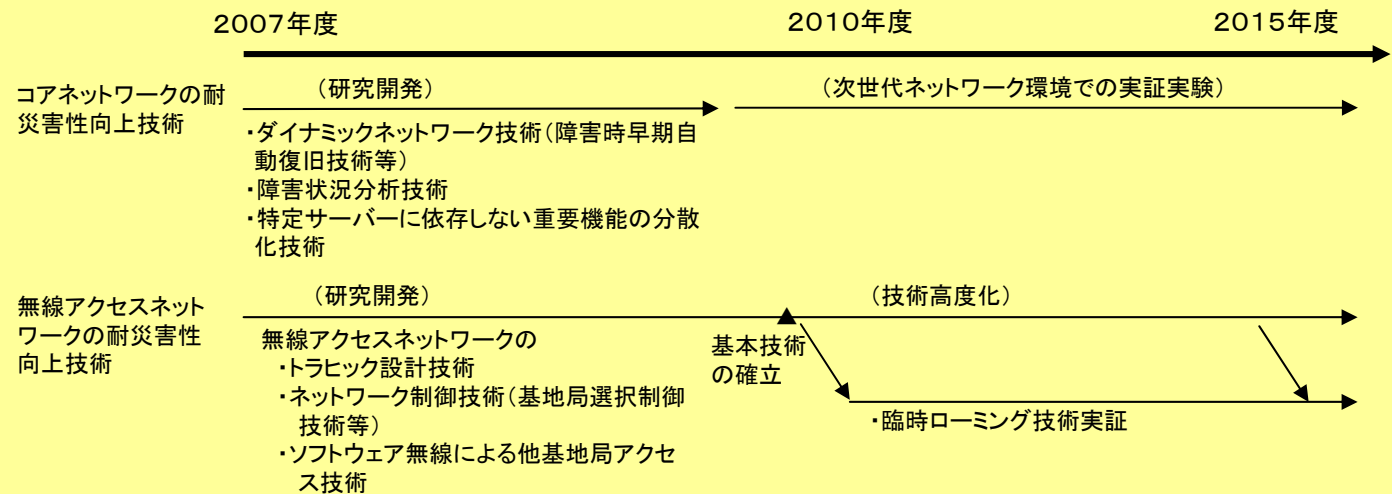 2007年度
2010年度
2015年度
コアネットワークの耐
災害性向上技術
（研究開発）
（次世代ネットワーク環境での実証実験）
・ダイナミックネットワーク技術（障害時早期自
動復旧技術等）
・障害状況分析技術
・特定サーバーに依存しない重要機能の分散
化技術
無線アクセスネット
ワークの耐災害性
向上技術
（研究開発）
（技術高度化）
無線アクセスネットワークの
・トラヒック設計技術
・ネットワーク制御技術（基地局選択制御
技術等）
・ソフトウェア無線による他基地局アクセ
ス技術
基本技術
の確立
・臨時ローミング技術実証